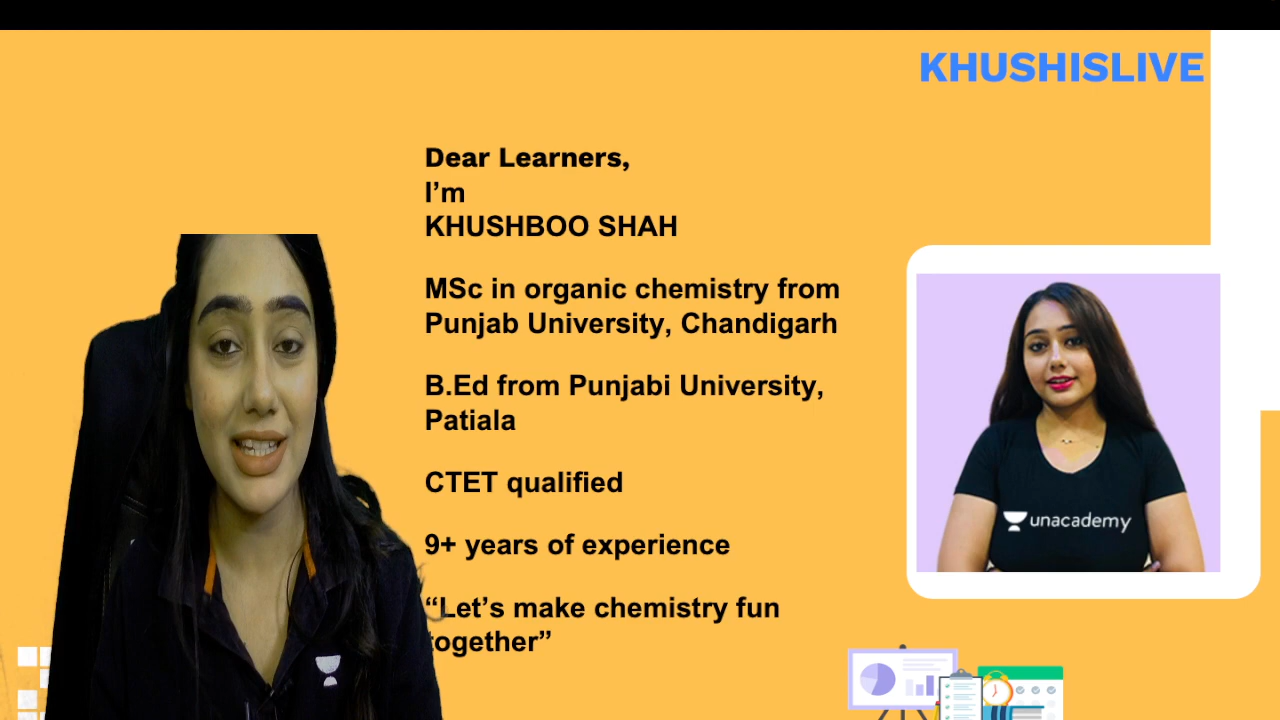 KHUSHISLIVE
Dear Learners,
I’m
KHUSHBOO SHAH
MSc in organic chemistry from
Punjab University, Chandigarh
B.Ed from Punjabi University,
Patiala
CTET qualified
9+ years of experience
“Let’s make chemistry fun
together”
unacademy